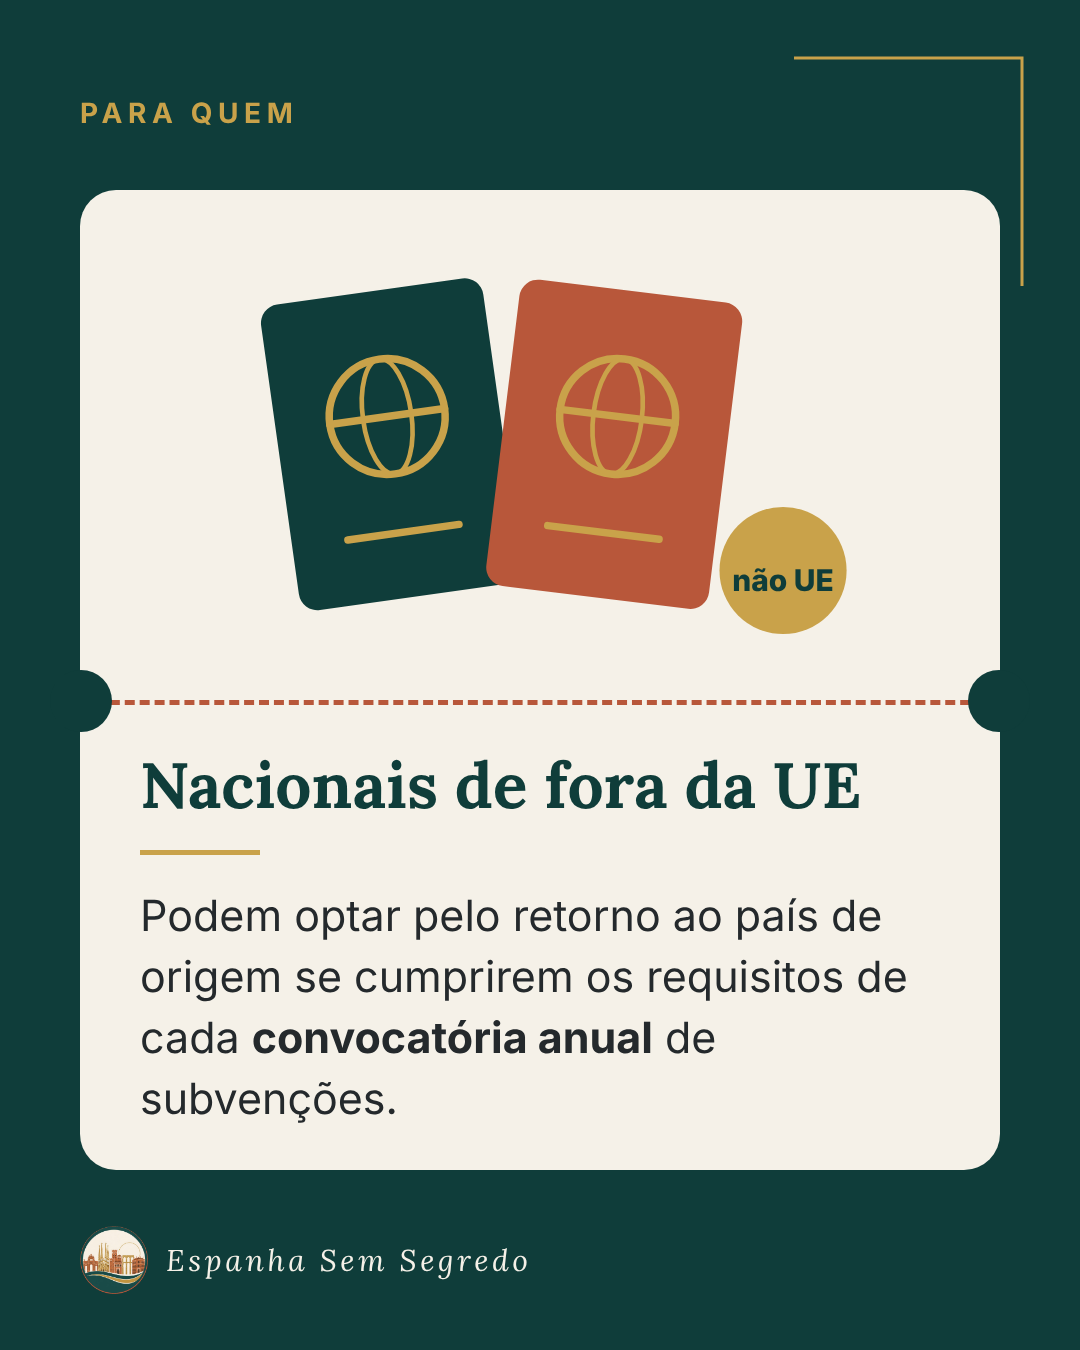 PARA QUEM
não UE
Nacionais de fora da UE
Podem optar pelo retorno ao país de
origem se cumprirem os requisitos de
cada convocatória anual de
subvenções.
Espanha Sem Segredo